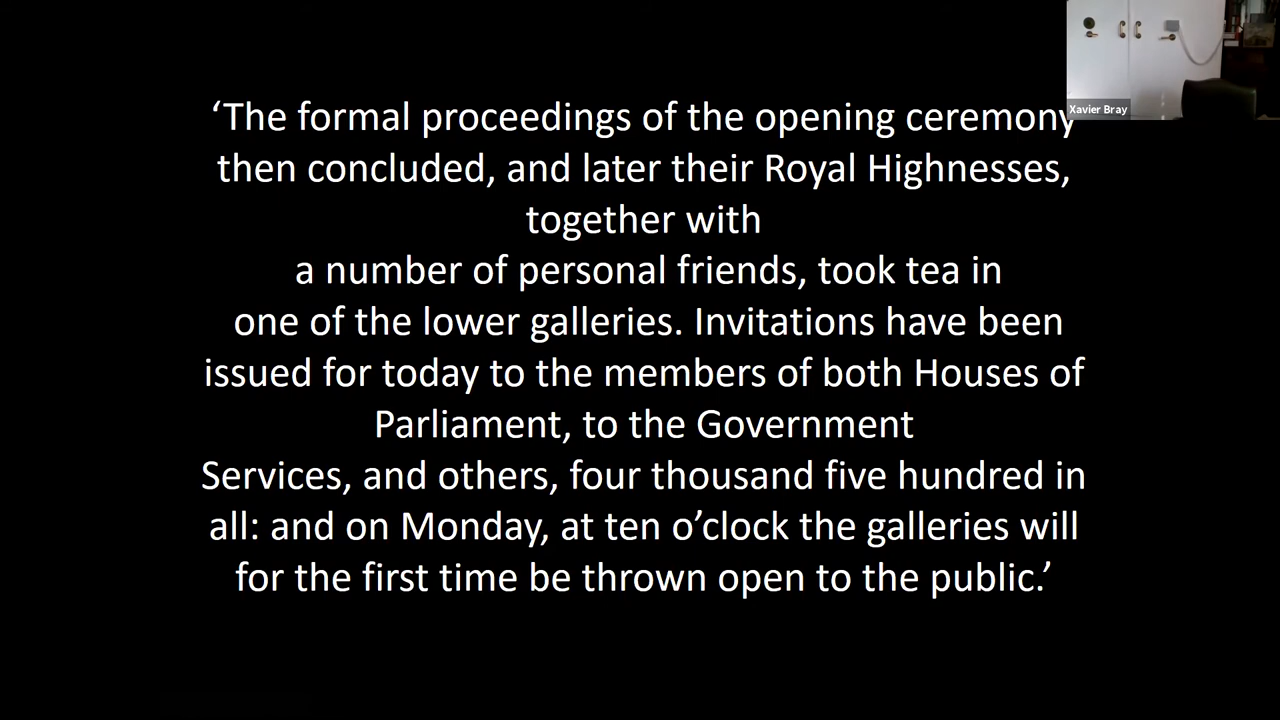 Xavier Bray
‘The formal proceedings of the opening ceremony
then concluded, and later their Royal Highnesses,
together with
a number of personal friends, took tea in
one of the lower galleries. Invitations have been
issued for today to the members of both Houses of
Parliament, to the Government
Services, and others, four thousand five hundred in
all: and on Monday, at ten o’clock the galleries will
for the first time be thrown open to the public.’